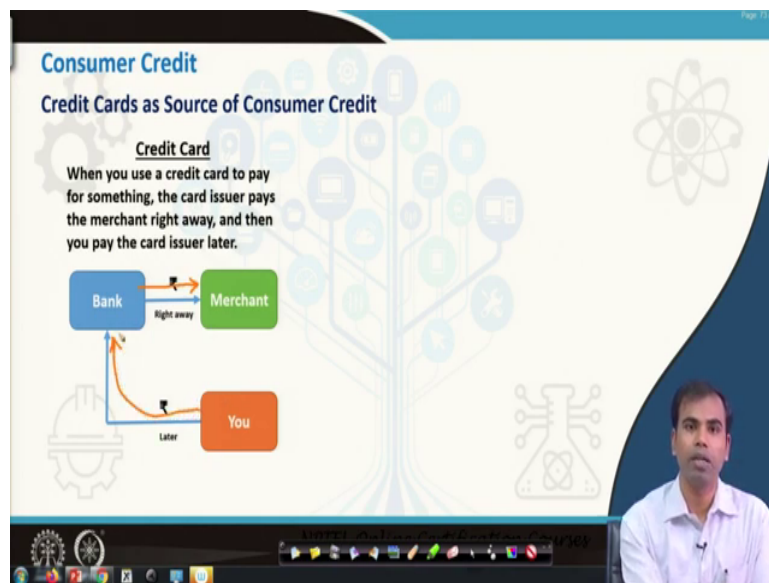 Page: 73
Consumer Credit
Credit Cards as Source of Consumer Credit
Credit Card
When you use a credit card to pay
for something, the card issuer pays
the merchant right away, and then
you pay the card issuer later.
₹
Bank
Merchant
Right away
₹
You
Later
NPTEL Online Certification Courses